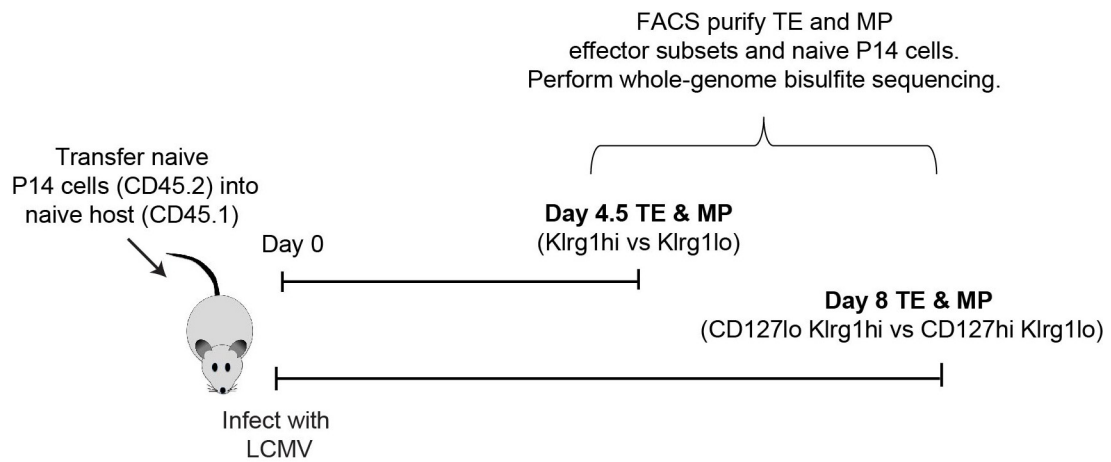 FACS purify TE and MP
effector subsets and naive P14 cells.
Perform whole-genome bisulfite sequencing.
Transfer naive
P14 cells (CD45.2) into
naive host (CD45.1)
Day 0
Day 4.5 TE & MP
(Klrg1hi vs Klrg1lo)
Day 8 TE & MP
(CD127lo Klrg1hi vs CD127hi Klrg1lo)
Infect with
LCMV